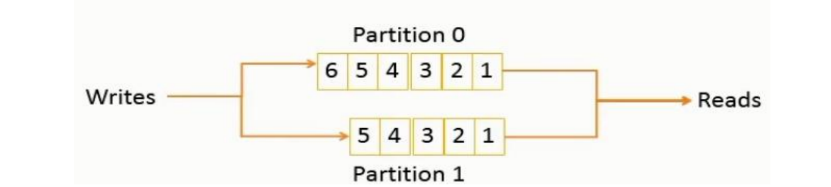 Partition 0
6 5 4 3 2 1
Writes
Reads
5 4 3 2 1
Partition 1